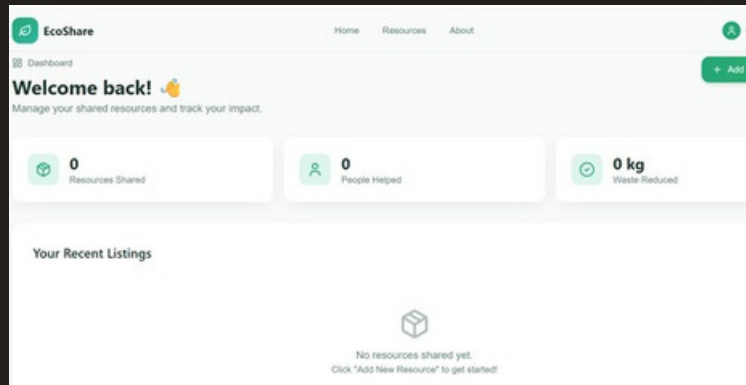 EcoShare
Home Resources About
Dashboard
Welcome back!
+ Add
Manage your shared resources and track your impact.
0
Resources Shared
0
People Helped
0 kg
Waste Reduced
Your Recent Listings
No resources shared yet.
Click "Add New Resource" to get started!